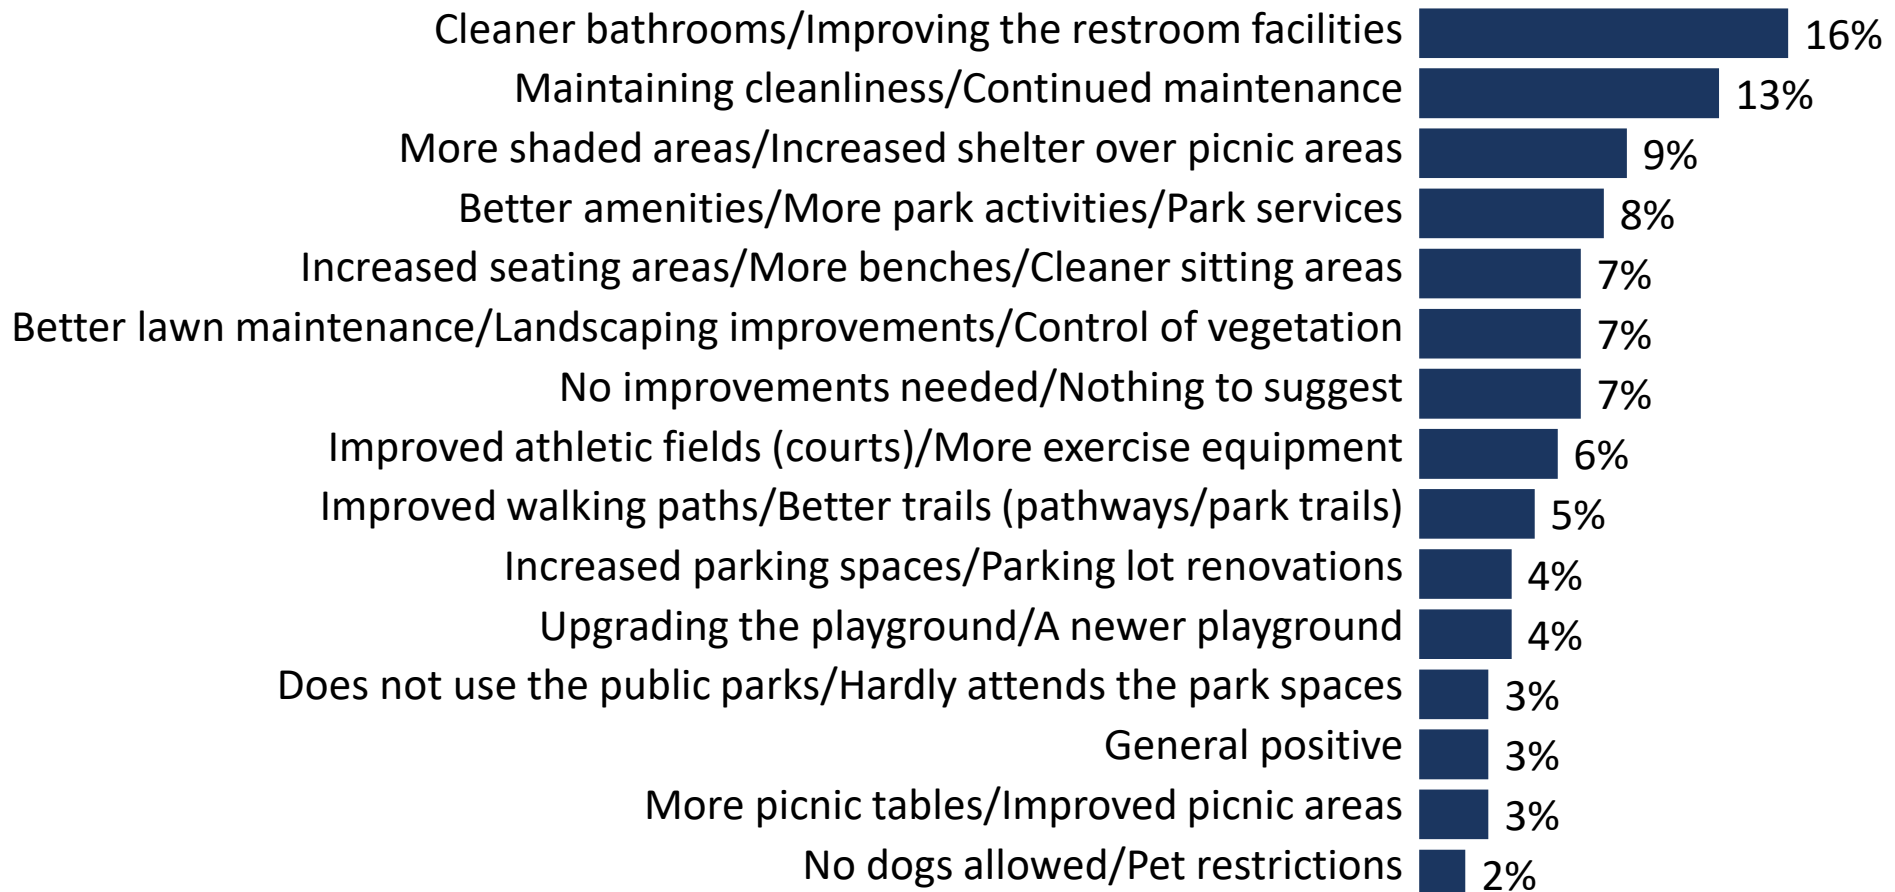 Cleaner bathrooms/Improving the restroom facilities 16%
Maintaining cleanliness/Continued maintenance 13%
More shaded areas/Increased shelter over picnic areas 9%
Better amenities/More park activities/Park services 8%
Increased seating areas/More benches/Cleaner sitting areas 7%
Better lawn maintenance/Landscaping improvements/Control of vegetation 7%
No improvements needed/Nothing to suggest 7%
Improved athletic fields (courts)/More exercise equipment 6%
Improved walking paths/Better trails (pathways/park trails) 5%
Increased parking spaces/Parking lot renovations 4%
Upgrading the playground/A newer playground 4%
Does not use the public parks/Hardly attends the park spaces 3%
General positive 3%
More picnic tables/Improved picnic areas 3%
No dogs allowed/Pet restrictions 2%